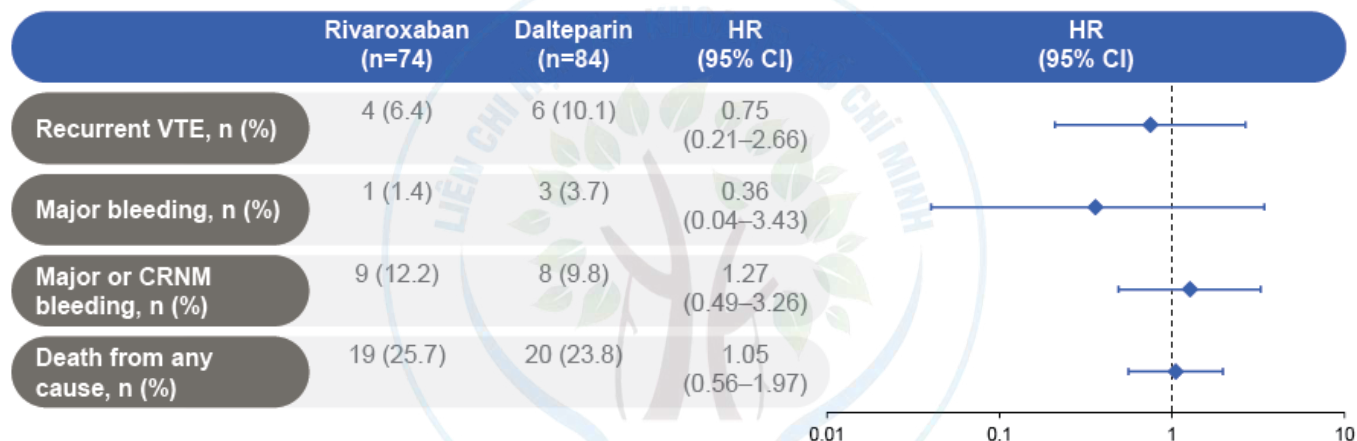 Rivaroxaban
(n=74)
Dalteparin
(n=84)
HR
(95% CI)
HR
(95% CI)
Recurrent VTE, n (%)
4 (6.4)
6 (10.1)
0.75
(0.21–2.66)
Major bleeding, n (%)
1 (1.4)
3 (3.7)
0.36
(0.04–3.43)
Major or CRNM
bleeding, n (%)
9 (12.2)
8 (9.8)
1.27
(0.49–3.26)
Death from any
cause, n (%)
19 (25.7)
20 (23.8)
1.05
(0.56–1.97)
0.01
0.1
1
10
LIÊN CHI
CHÍ MINH